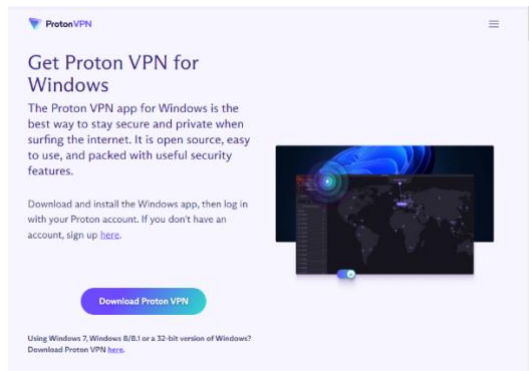 ProtonVPN
Get Proton VPN for
Windows
The Proton VPN app for Windows is the
best way to stay secure and private when
surfing the internet. It is open source, easy
to use, and packed with useful security
features.
Download and install the Windows app, then log in
with your Proton account. If you don't have an
account, sign up here.
Download Proton VPN
Using Windows 7, Windows 8/8.1 or a 32-bit version of Windows?
Download Proton VPN here.